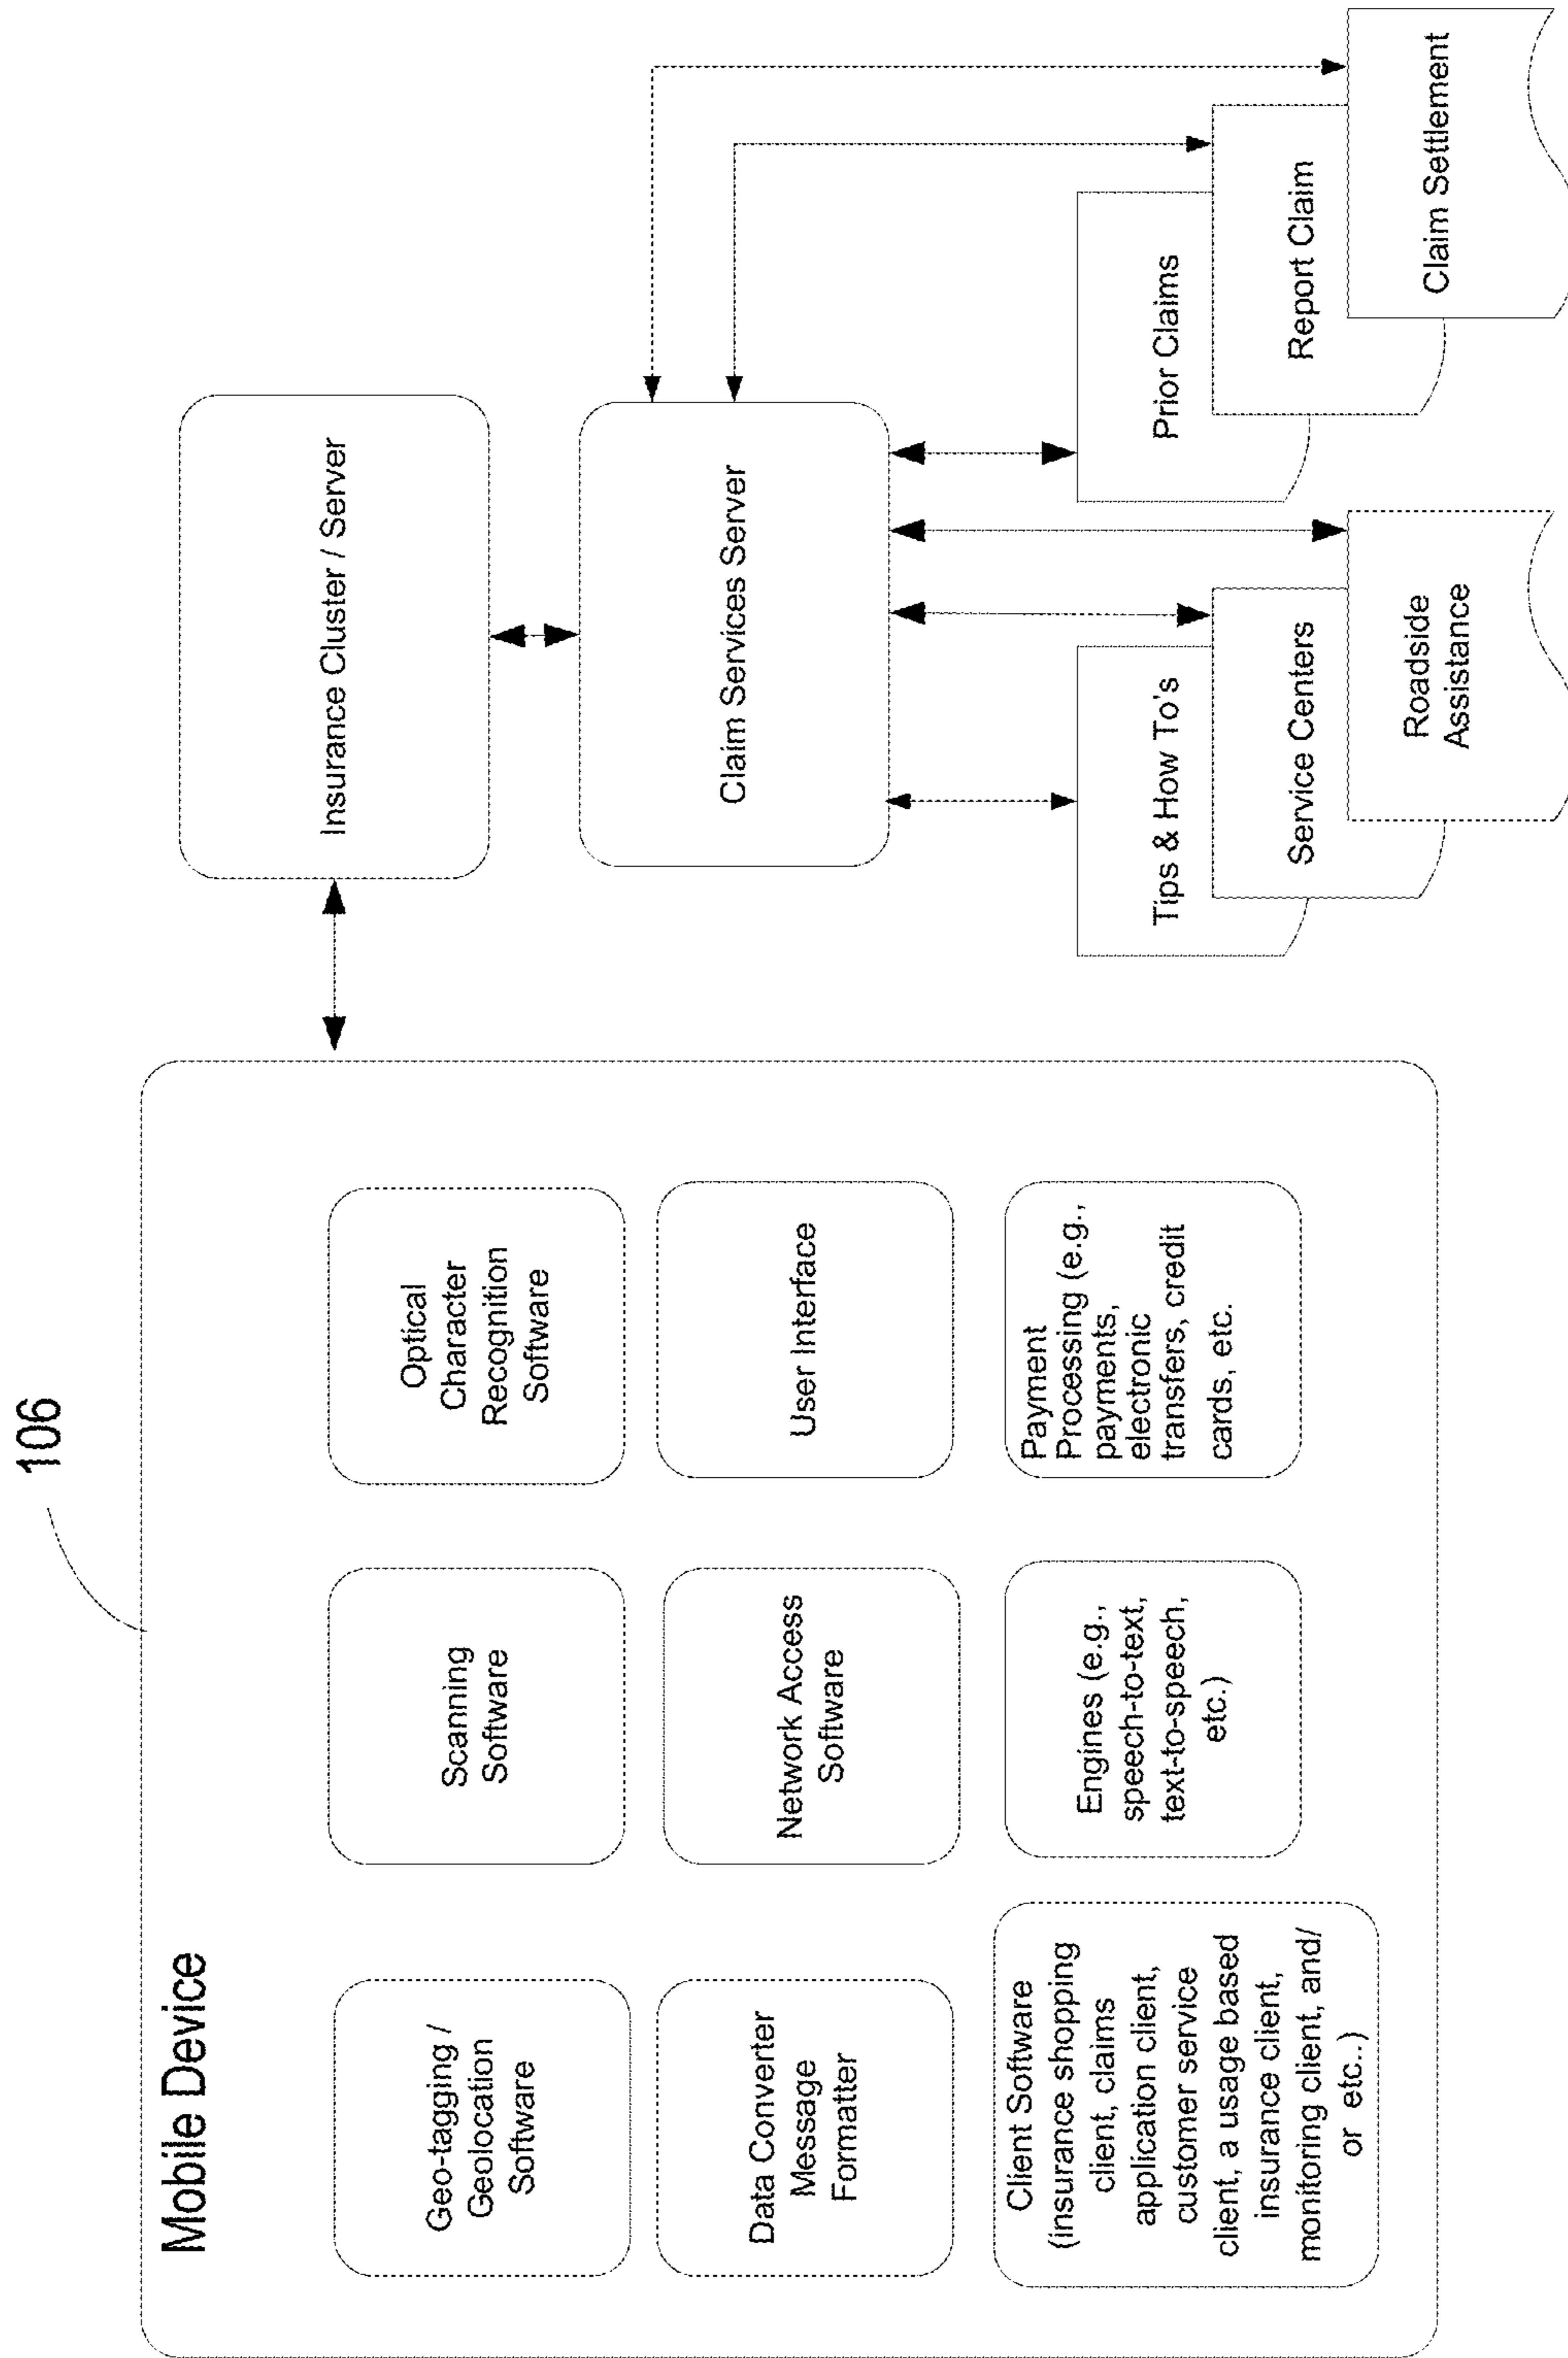 106
Mobile Device
Geo-tagging /
Geolocation
Software
Scanning
Software
Optical
Character
Recognition
Software
Data Converter
Message
Formatter
Network Access
Software
User Interface
Client Software
(insurance shopping
client, claims
application client,
customer service
client, a usage based
insurance client,
monitoring client, and/
or etc..)
Engines (e.g.,
speech-to-text,
text-to-speech,
etc.)
Payment
Processing (e.g.,
payments,
electronic
transfers, credit
cards, etc.
Insurance Cluster / Server
Claim Services Server
Tips & How To's
Service Centers
Roadside
Assistance
Prior Claims
Report Claim
Claim Settlement